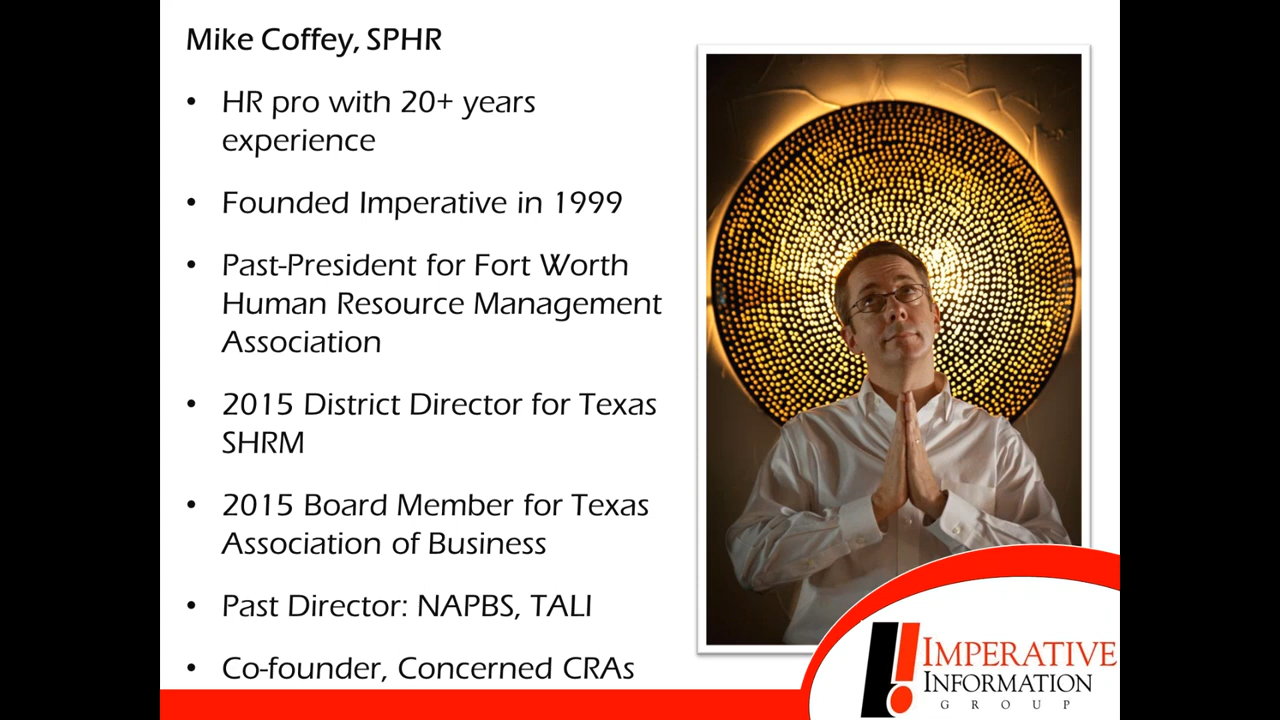 Mike Coffey, SPHR
• HR pro with 20+ years
experience
• Founded Imperative in 1999
• Past-President for Fort Worth
Human Resource Management
Association
• 2015 District Director for Texas
SHRM
• 2015 Board Member for Texas
Association of Business
• Past Director: NAPBS, TALI
• Co-founder, Concerned CRAs
IMPERATIVE
INFORMATION
GROUP